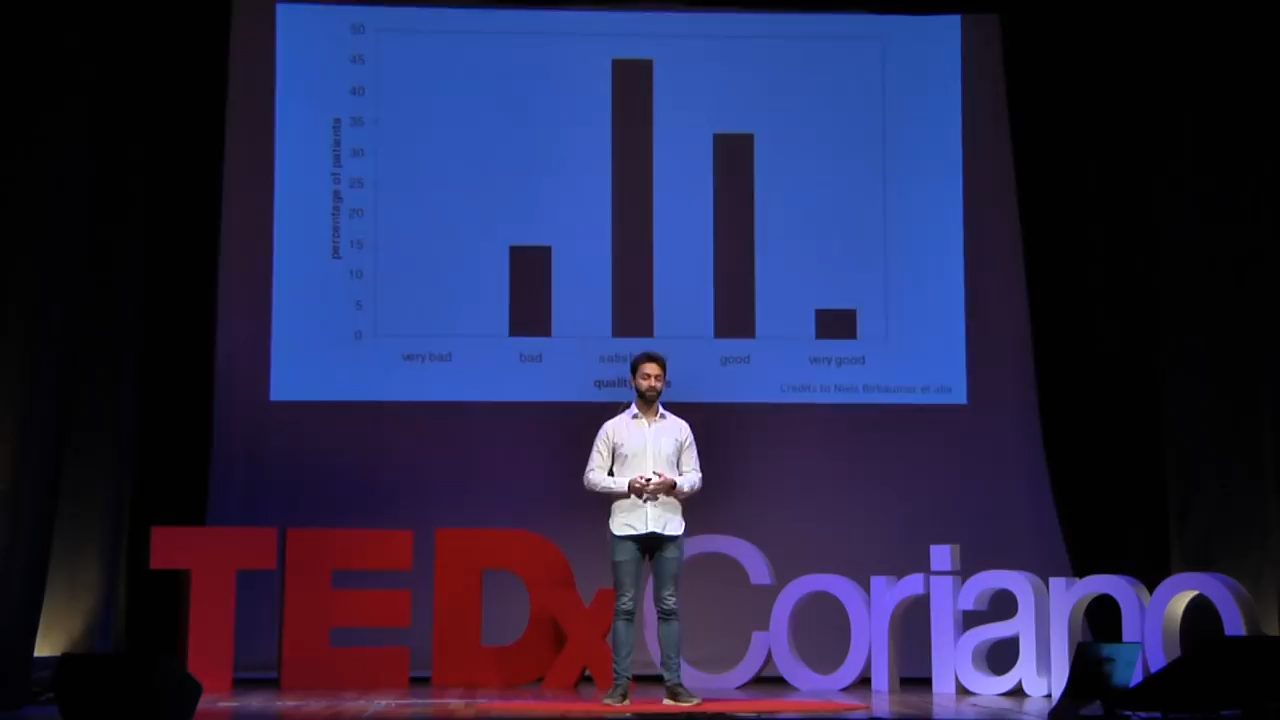 50
45
40
35
30
25
20
15
10
5
0
percentage of patients
very bad
bad
good
very good
Credits to Niels Birbaumer et alia
TEDxCoriano